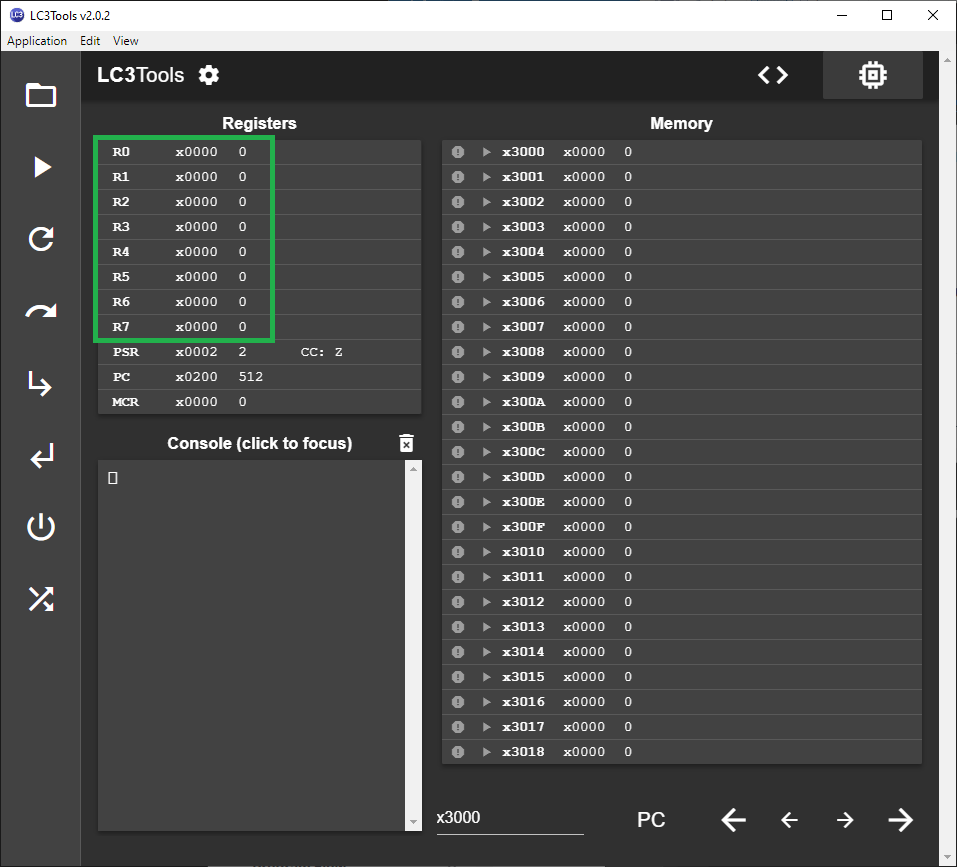 LC3Tools v2.0.2
Application Edit View
LC3Tools
Registers
R0 x0000 0
R1 x0000 0
R2 x0000 0
R3 x0000 0
R4 x0000 0
R5 x0000 0
R6 x0000 0
R7 x0000 0
PSR x0002 2 CC: Z
PC x0200 512
MCR x0000 0
Console (click to focus)
Memory
x3000 x0000 0
x3001 x0000 0
x3002 x0000 0
x3003 x0000 0
x3004 x0000 0
x3005 x0000 0
x3006 x0000 0
x3007 x0000 0
x3008 x0000 0
x3009 x0000 0
x300A x0000 0
x300B x0000 0
x300C x0000 0
x300D x0000 0
x300E x0000 0
x300F x0000 0
x3010 x0000 0
x3011 x0000 0
x3012 x0000 0
x3013 x0000 0
x3014 x0000 0
x3015 x0000 0
x3016 x0000 0
x3017 x0000 0
x3018 x0000 0
x3000 PC